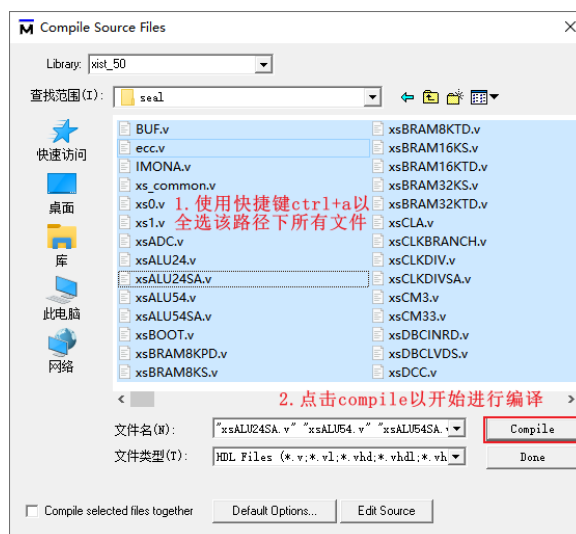 Compile Source Files
Library: xist_50
查找范围(I): seal
快速访问
桌面
库
此电脑
网络
BUF.v
ecc.v
IMONA.v
xs_common.v
xs0.v
xs1.v
xsADC.v
xsALU24.v
xsALU24SA.v
xsALU54.v
xsALU54SA.v
xsBOOT.v
xsBRAM8KPD.v
xsBRAM8KS.v
xsBRAM8KTD.v
xsBRAM16KS.v
xsBRAM16KTD.v
xsBRAM32KS.v
xsBRAM32KTD.v
xsCLA.v
xsCLKBRANCH.v
xsCLKDIV.v
xsCLKDIVSA.v
xsCM3.v
xsCM33.v
xsDBCINRD.v
xsDBCLVDS.v
xsDCC.v
1.使用快捷键ctrl+a以
全选该路径下所有文件
2.点击compile以开始进行编译
文件名(N): "xsALU24SA.v" "xsALU54.v" "xsALU54SA.
Compile
文件类型(T): HDL Files (*.v;*.vl;*.vhd;*.vhdl;*.vh
Done
Compile selected files together
Default Options...
Edit Source